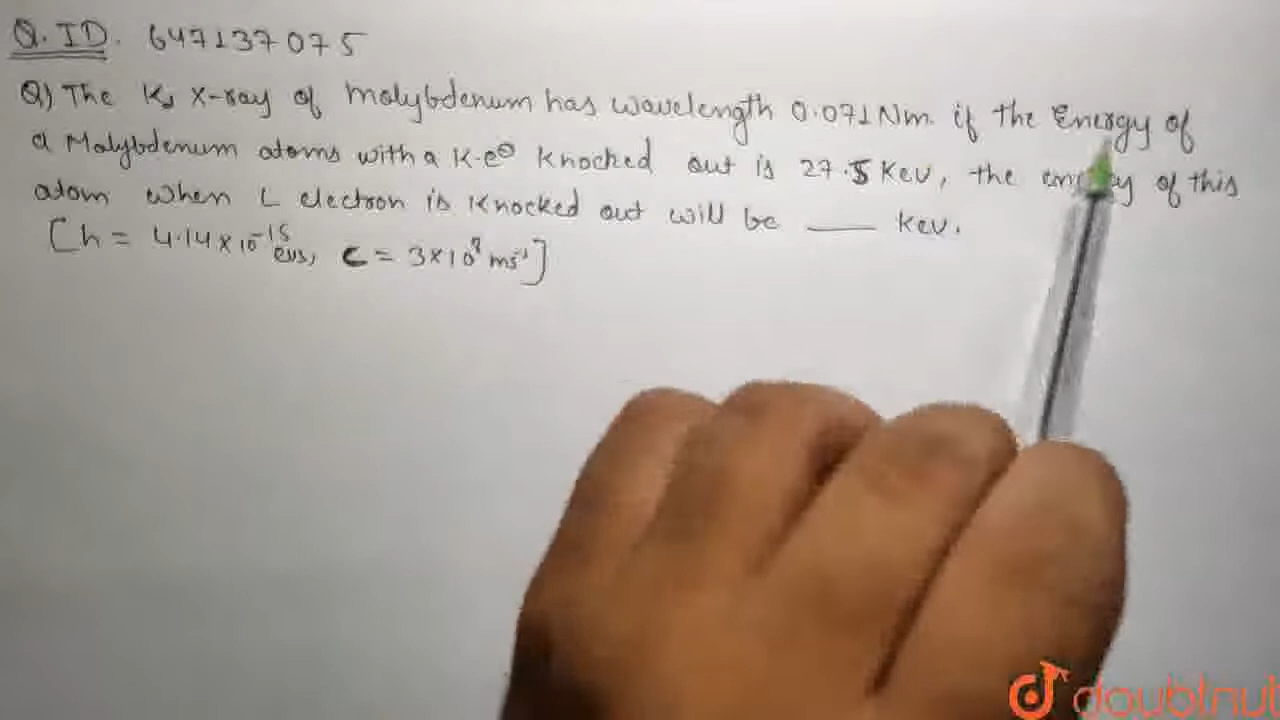 Q.ID. 647137075
Q) The Kα X-ray of Molybdenum has wavelength 0.071 Nm. if the Energy of
a Molybdenum atoms with a K-e⊖ knocked out is 27.5 Kev, the energy of this
atom when L electron is knocked out will be ___ Kev.
[h = 4.14 × 10⁻¹⁵ evs, c = 3×10⁸ ms⁻¹]
doubtnut